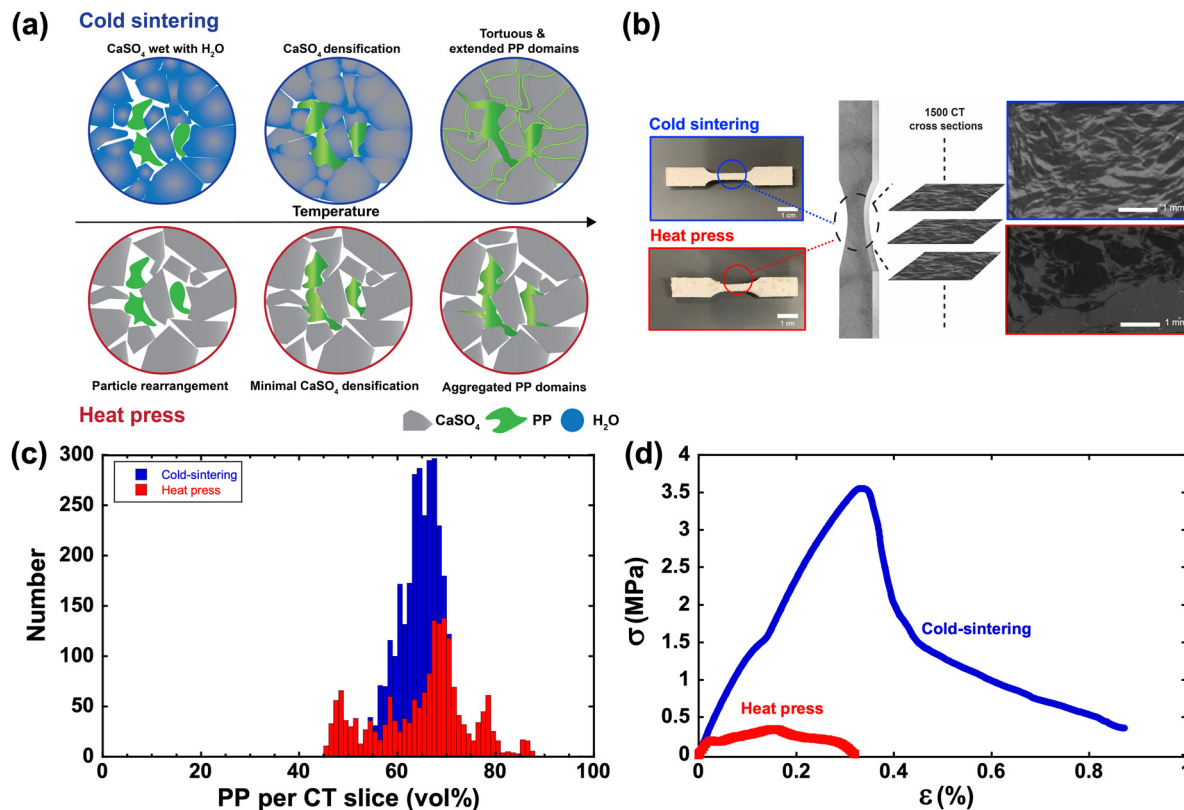 (a)
Cold sintering
CaSO4 wet with H2O
CaSO4 densification
Tortuous &
extended PP domains
Temperature
Particle rearrangement
Minimal CaSO4 densification
Aggregated PP domains
Heat press
CaSO4
PP
H2O
(b)
Cold sintering
1 cm
Heat press
1 cm
1500 CT
cross sections
1 mm
1 mm
(c)
300
250
200
150
100
50
0
Number
Cold-sintering
Heat press
0 20 40 60 80 100
PP per CT slice (vol%)
(d)
4
3.5
3
2.5
2
1.5
1
0.5
0
σ (MPa)
Cold-sintering
Heat press
0 0.2 0.4 0.6 0.8 1
ε (%)